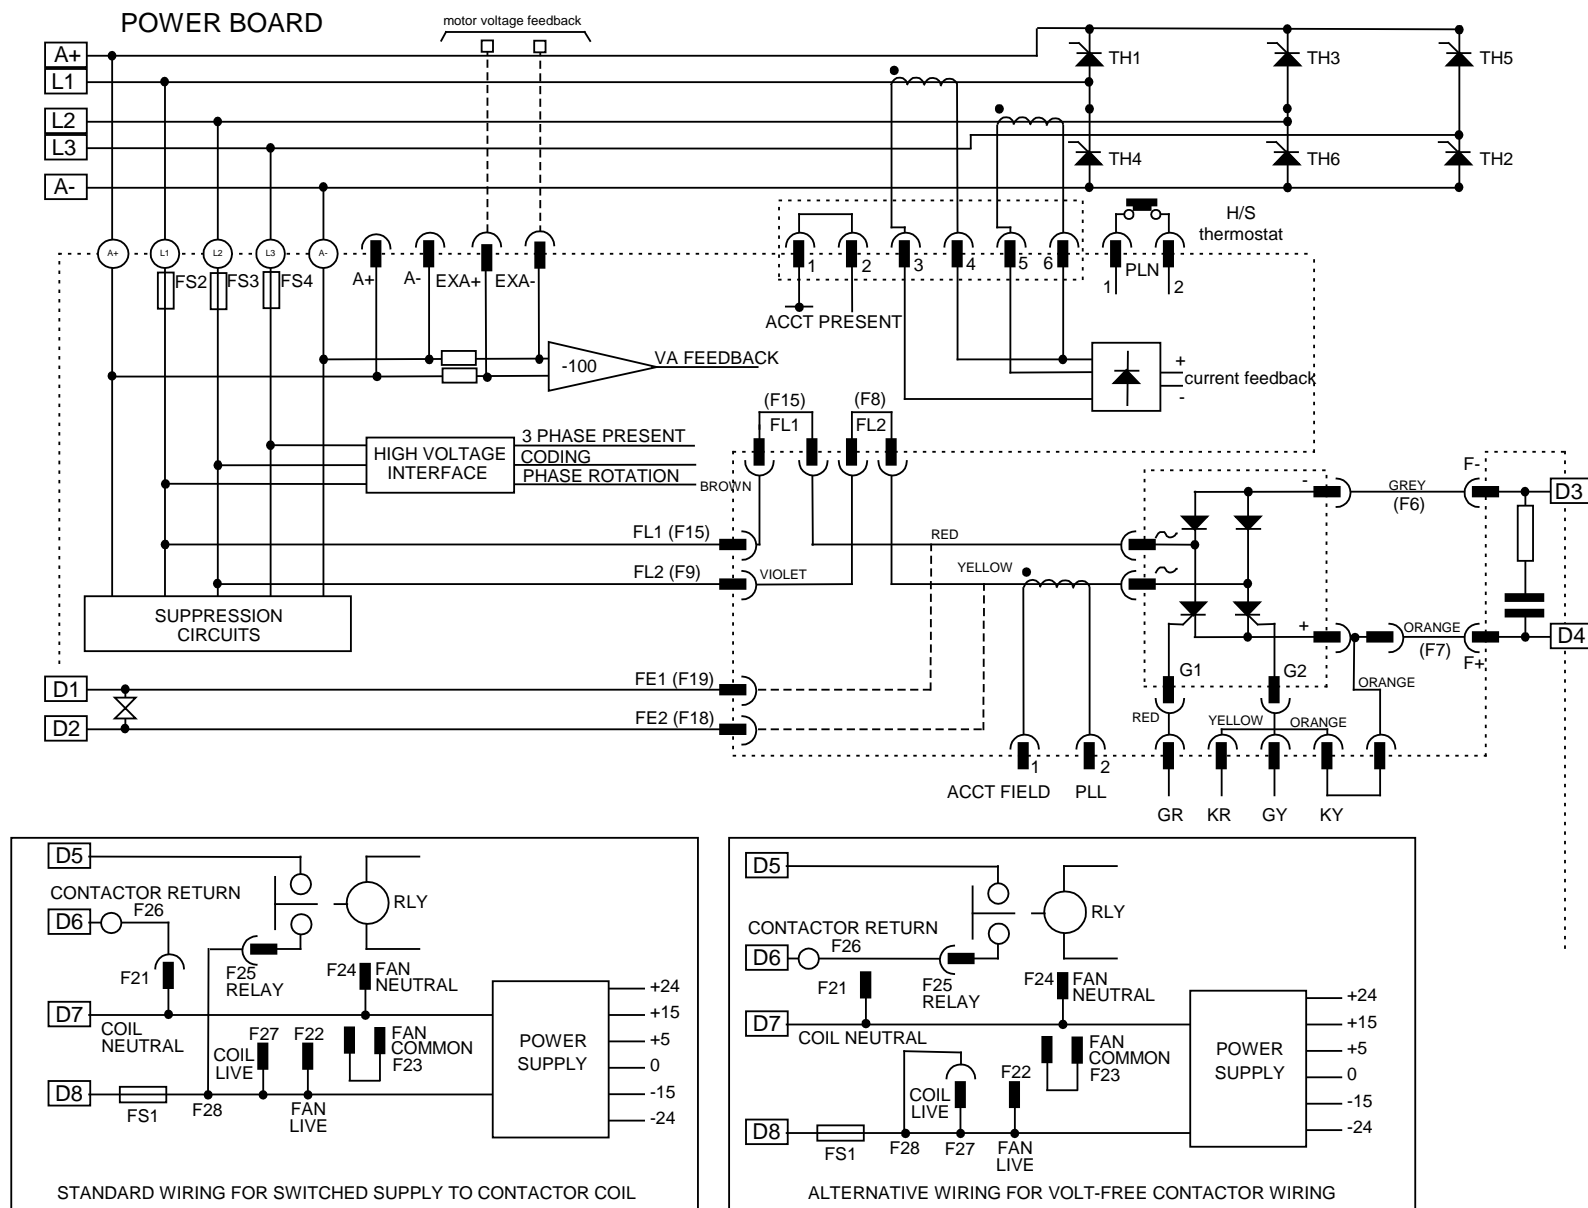 POWER BOARD
motor voltage feedback
A+
L1
L2
L3
A-
TH1
TH3
TH5
TH4
TH6
TH2
H/S
thermostat
A+
L1
L2
L3
A-
FS2
FS3
FS4
A+
A-
EXA+
EXA-
1
2
3
4
5
6
PLN
1
2
ACCT PRESENT
-100
VA FEEDBACK
+
current feedback
-
(F15)
FL1
(F8)
FL2
HIGH VOLTAGE
INTERFACE
3 PHASE PRESENT
CODING
PHASE ROTATION
BROWN
FL1 (F15)
RED
FL2 (F9)
VIOLET
YELLOW
-
GREY
(F6)
F-
D3
SUPPRESSION
CIRCUITS
+
ORANGE
(F7)
F+
D4
D1
FE1 (F19)
G1
G2
ORANGE
D2
FE2 (F18)
RED
YELLOW
ORANGE
1
2
ACCT FIELD
PLL
GR
KR
GY
KY
D5
CONTACTOR RETURN
D6
F26
RLY
F21
F25
RELAY
F24
FAN
NEUTRAL
D7
COIL
NEUTRAL
F27
COIL
LIVE
F22
FAN
COMMON
F23
POWER
SUPPLY
+24
+15
+5
0
-15
-24
D8
FS1
F28
FAN
LIVE
STANDARD WIRING FOR SWITCHED SUPPLY TO CONTACTOR COIL
D5
CONTACTOR RETURN
D6
F26
RLY
F21
F25
RELAY
F24
FAN
NEUTRAL
D7
COIL NEUTRAL
FAN
COMMON
F23
COIL
LIVE
F22
POWER
SUPPLY
+24
+15
+5
0
-15
-24
D8
FS1
F28
F27
FAN
LIVE
ALTERNATIVE WIRING FOR VOLT-FREE CONTACTOR WIRING